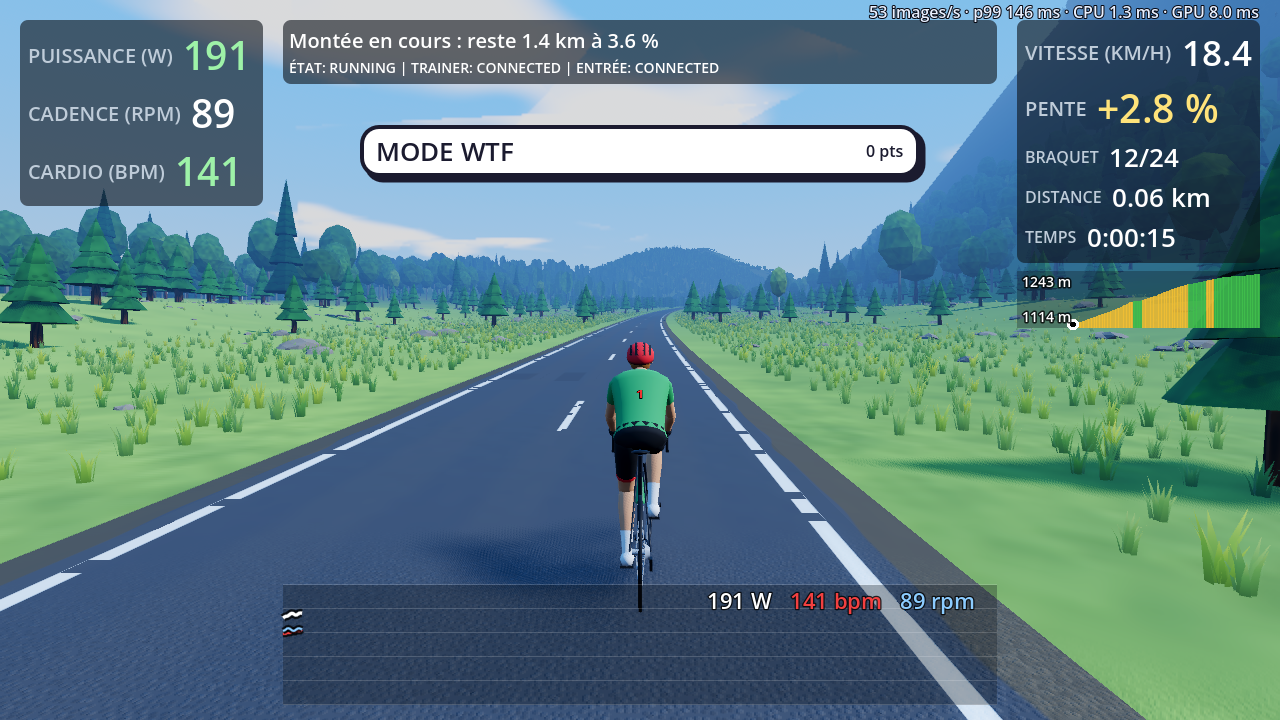 53 images/s · p99 146 ms · CPU 1.3 ms · GPU 8.0 ms
PUISSANCE (W) 191
CADENCE (RPM) 89
CARDIO (BPM) 141
Montée en cours : reste 1.4 km à 3.6 %
ÉTAT: RUNNING | TRAINER: CONNECTED | ENTRÉE: CONNECTED
MODE WTF 0 pts
VITESSE (KM/H) 18.4
PENTE +2.8 %
BRAQUET 12/24
DISTANCE 0.06 km
TEMPS 0:00:15
1243 m
1114 m
1
191 W 141 bpm 89 rpm